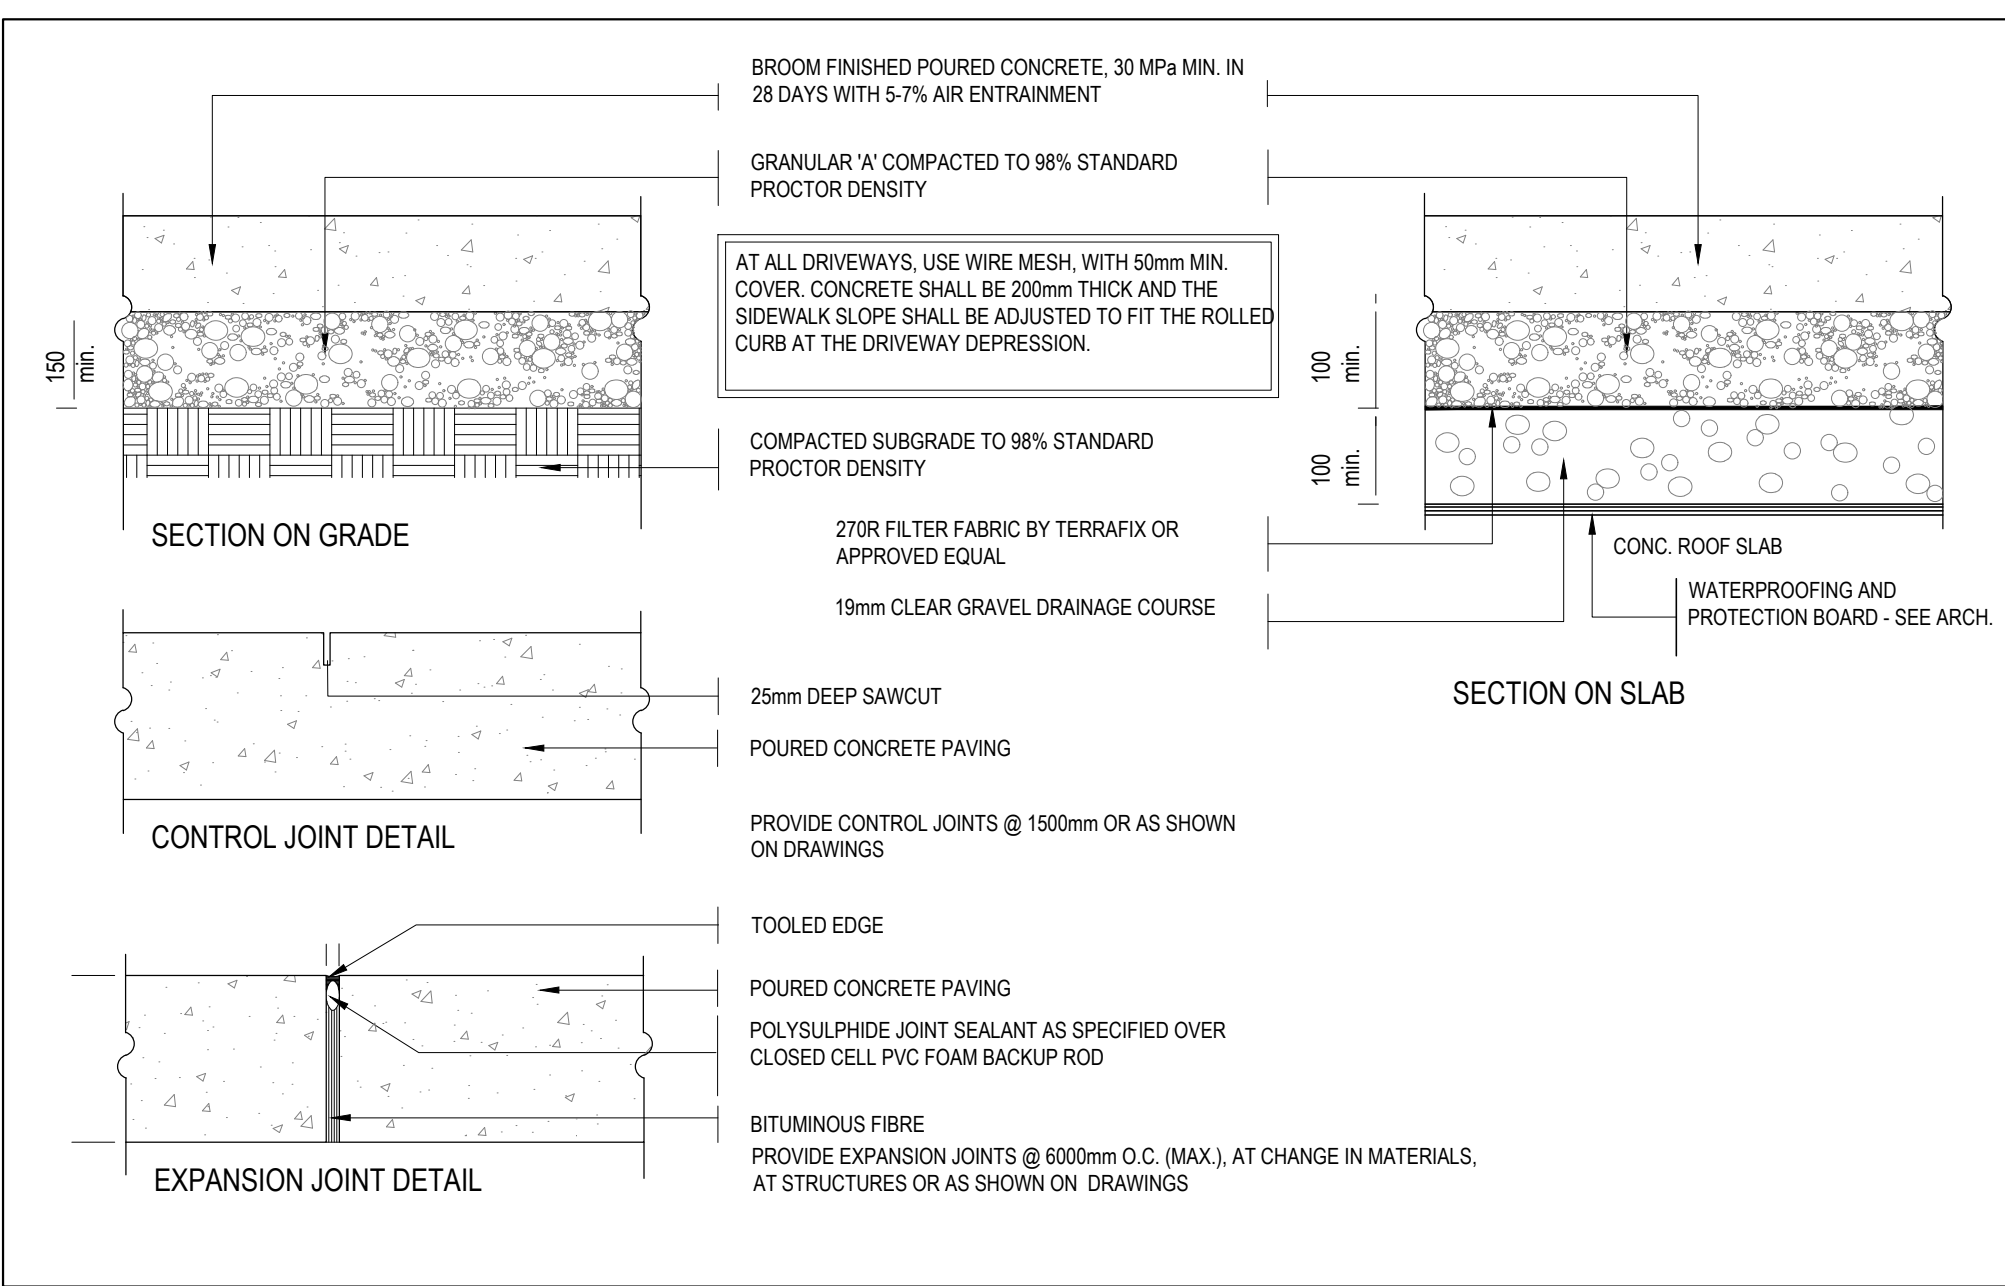 BROOM FINISHED POURED CONCRETE, 30 MPa MIN. IN
28 DAYS WITH 5-7% AIR ENTRAINMENT
GRANULAR 'A' COMPACTED TO 98% STANDARD
PROCTOR DENSITY
AT ALL DRIVEWAYS, USE WIRE MESH, WITH 50mm MIN.
COVER. CONCRETE SHALL BE 200mm THICK AND THE
SIDEWALK SLOPE SHALL BE ADJUSTED TO FIT THE ROLLED
CURB AT THE DRIVEWAY DEPRESSION.
150
min.
100
min.
100
min.
COMPACTED SUBGRADE TO 98% STANDARD
PROCTOR DENSITY
SECTION ON GRADE
270R FILTER FABRIC BY TERRAFIX OR
APPROVED EQUAL
CONC. ROOF SLAB
19mm CLEAR GRAVEL DRAINAGE COURSE
WATERPROOFING AND
PROTECTION BOARD - SEE ARCH.
SECTION ON SLAB
25mm DEEP SAWCUT
POURED CONCRETE PAVING
CONTROL JOINT DETAIL
PROVIDE CONTROL JOINTS @ 1500mm OR AS SHOWN
ON DRAWINGS
TOOLED EDGE
POURED CONCRETE PAVING
POLYSULPHIDE JOINT SEALANT AS SPECIFIED OVER
CLOSED CELL PVC FOAM BACKUP ROD
BITUMINOUS FIBRE
PROVIDE EXPANSION JOINTS @ 6000mm O.C. (MAX.), AT CHANGE IN MATERIALS,
AT STRUCTURES OR AS SHOWN ON DRAWINGS
EXPANSION JOINT DETAIL